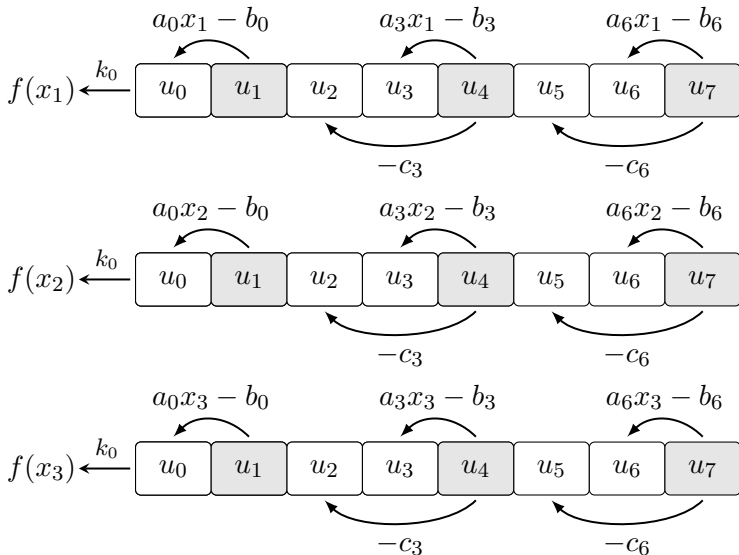 a₀x₁ − b₀ a₃x₁ − b₃ a₆x₁ − b₆
f(x₁) k₀ u₀ u₁ u₂ u₃ u₄ u₅ u₆ u₇
−c₃ −c₆
a₀x₂ − b₀ a₃x₂ − b₃ a₆x₂ − b₆
f(x₂) k₀ u₀ u₁ u₂ u₃ u₄ u₅ u₆ u₇
−c₃ −c₆
a₀x₃ − b₀ a₃x₃ − b₃ a₆x₃ − b₆
f(x₃) k₀ u₀ u₁ u₂ u₃ u₄ u₅ u₆ u₇
−c₃ −c₆